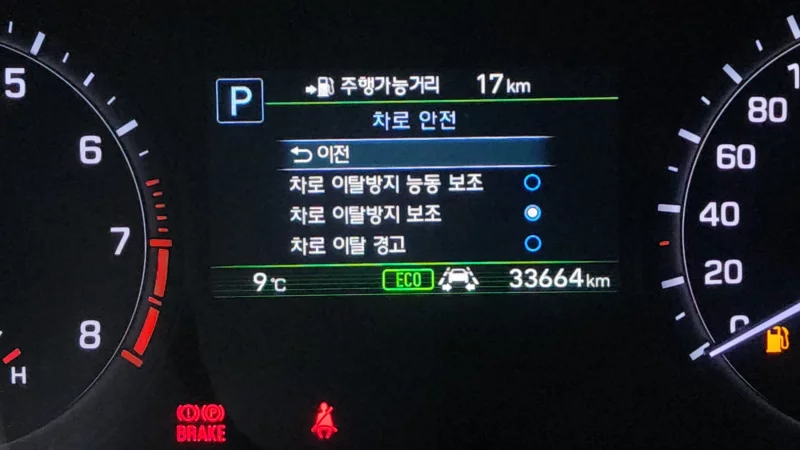 5
6
7
8
H
P
주행가능거리 17km
차로 안전
이전
차로 이탈방지 능동 보조
차로 이탈방지 보조
차로 이탈 경고
9℃ ECO 33664km
80
60
40
20
0
(P)
BRAKE